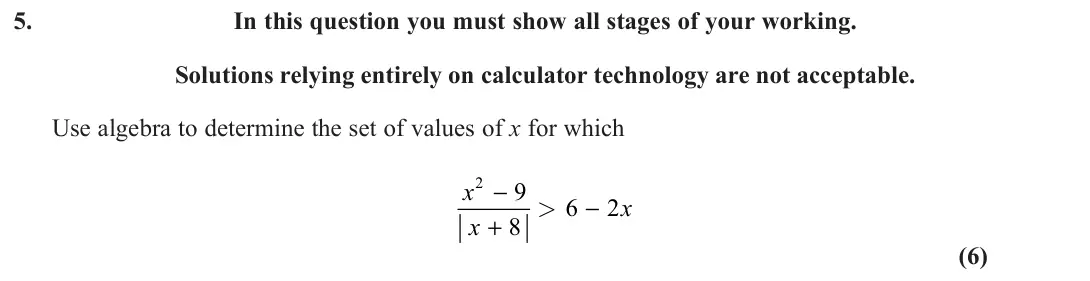 5. In this question you must show all stages of your working.
Solutions relying entirely on calculator technology are not acceptable.
Use algebra to determine the set of values of x for which
x² − 9
———— > 6 − 2x
|x + 8|
(6)